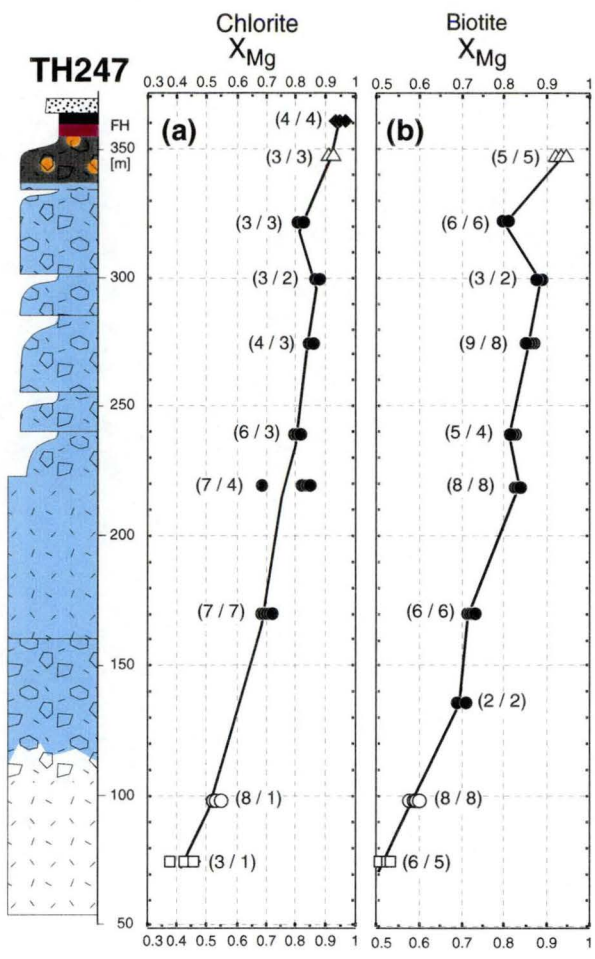 Chlorite
Biotite
X_Mg
X_Mg
TH247
0.3 0.4 0.5 0.6 0.7 0.8 0.9 1
0.5 0.6 0.7 0.8 0.9 1
FH
[m]
350
300
250
200
150
100
50
(a)
(4 / 4)
(3 / 3)
(3 / 3)
(3 / 2)
(4 / 3)
(6 / 3)
(7 / 4)
(7 / 7)
(8 / 1)
(3 / 1)
(b)
(5 / 5)
(6 / 6)
(3 / 2)
(9 / 8)
(5 / 4)
(8 / 8)
(6 / 6)
(2 / 2)
(8 / 8)
(6 / 5)
0.3 0.4 0.5 0.6 0.7 0.8 0.9 1
0.5 0.6 0.7 0.8 0.9 1